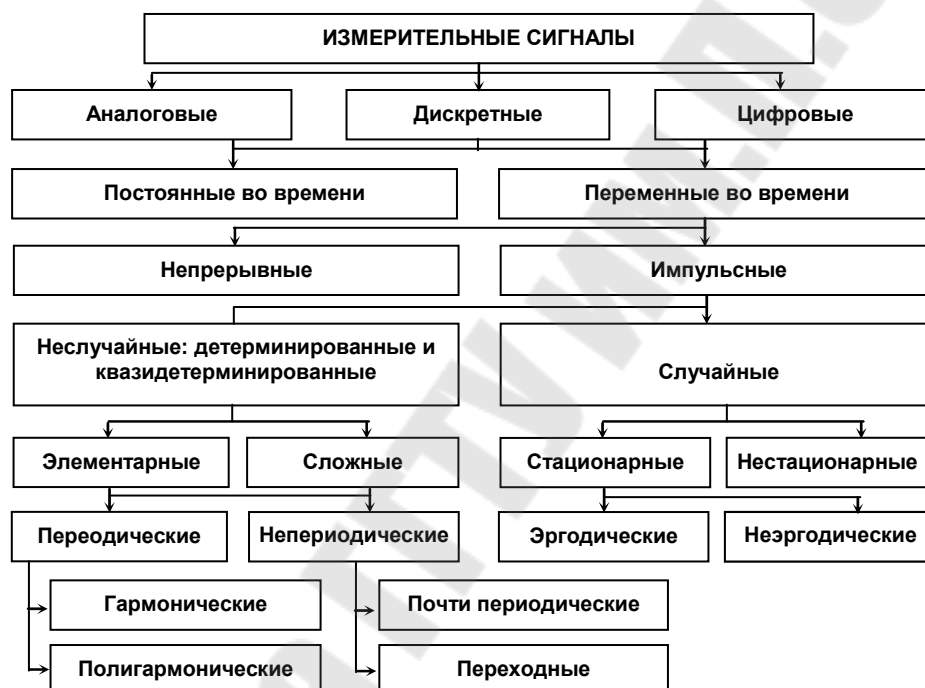 ИЗМЕРИТЕЛЬНЫЕ СИГНАЛЫ
Аналоговые
Дискретные
Цифровые
Постоянные во времени
Переменные во времени
Непрерывные
Импульсные
Неслучайные: детерминированные и
квазидетерминированные
Случайные
Элементарные
Сложные
Стационарные
Нестационарные
Переодические
Непериодические
Эргодические
Неэргодические
Гармонические
Почти периодические
Полигармонические
Переходные